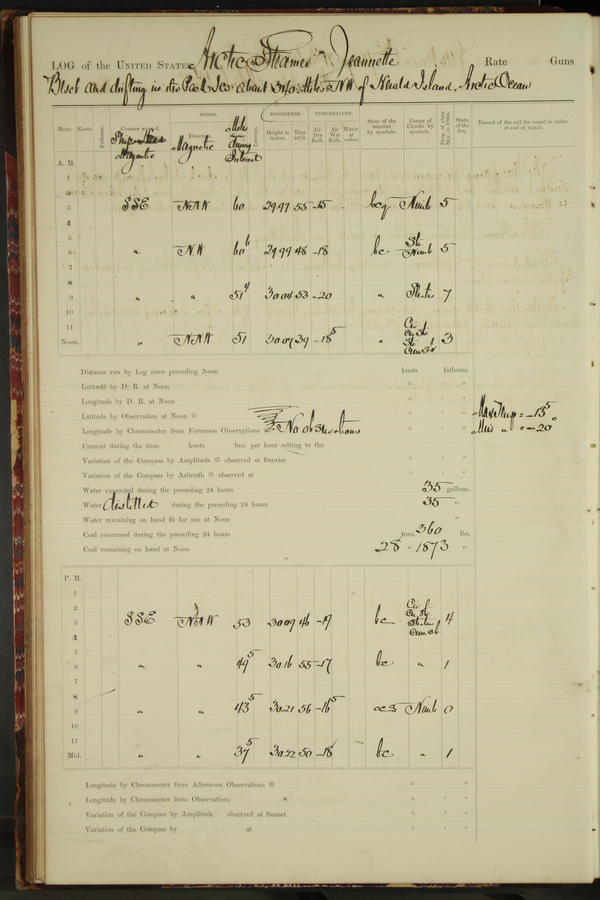 LOG of the UNITED STATES Arctic Steamer Jeannette Rate Guns
Beset and drifting in the Pack Ice about Miles NW of Herald Island, Arctic Ocean
Hour. Knots. Fathoms. Courses steered. WINDS. Direction. Leeway. BAROMETER. Height in inches. Ther. att'd. TEMPERATURE. Air Dry Bulb. Air Wet Bulb. Water at surface. State of the weather by symbols. Forms of Clouds by symbols. Prop. of clear Sky, in 10ths. State of the Sea. Record of the sail the vessel is under at end of watch.
Ship's Head Magnetic Magnetic Miles During Interval
A. M.
1
2
3 SSE NNW 60 29.97 55 -15 bcq Nimb 5
4
5
6 " NW 60 6 29.99 48 -18 bc Str Nimb 5
7
8
9 " " 51 4 30.04 53 -20 " Stratus 7
10
11
Noon. " NNW 51 30.07 39 -18 5 " Cir Cir St Str Cum St 3
Distance run by Log since preceding Noon knots fathoms.
Latitude by D. R. at Noon ° ' "
Longitude by D. R. at Noon ° ' "
Latitude by Observation at Noon ° ' "
Max Temp = -13 5 °
Longitude by Chronometer from Forenoon Observations No observations ° ' "
Min " = -20
Current during the time knots fms. per hour setting to the
Variation of the Compass by Amplitude observed at Sunrise ° ' "
Variation of the Compass by Azimuth observed at ° ' "
Water expended during the preceding 24 hours 35 gallons.
Water distilled during the preceding 24 hours 35 "
Water remaining on hand fit for use at Noon "
Coal consumed during the preceding 24 hours tons. 360 lbs.
Coal remaining on hand at Noon 28 " 1873 "
P. M.
1
2
3 SSE NNW 53 30.09 46 -19 bc 4
4
5
6 " " 49 5 30.16 55 -17 bc " 1
7
8
9 " " 43 5 30.21 56 -16 5 ocs Nimb 0
10
11
Mid. " " 37 5 30.22 50 -18 bc " 1
Longitude by Chronometer from Afternoon Observations ° ' "
Longitude by Chronometer from Observations ° ' "
Variation of the Compass by Amplitude observed at Sunset ° ' "
Variation of the Compass by at ° ' "